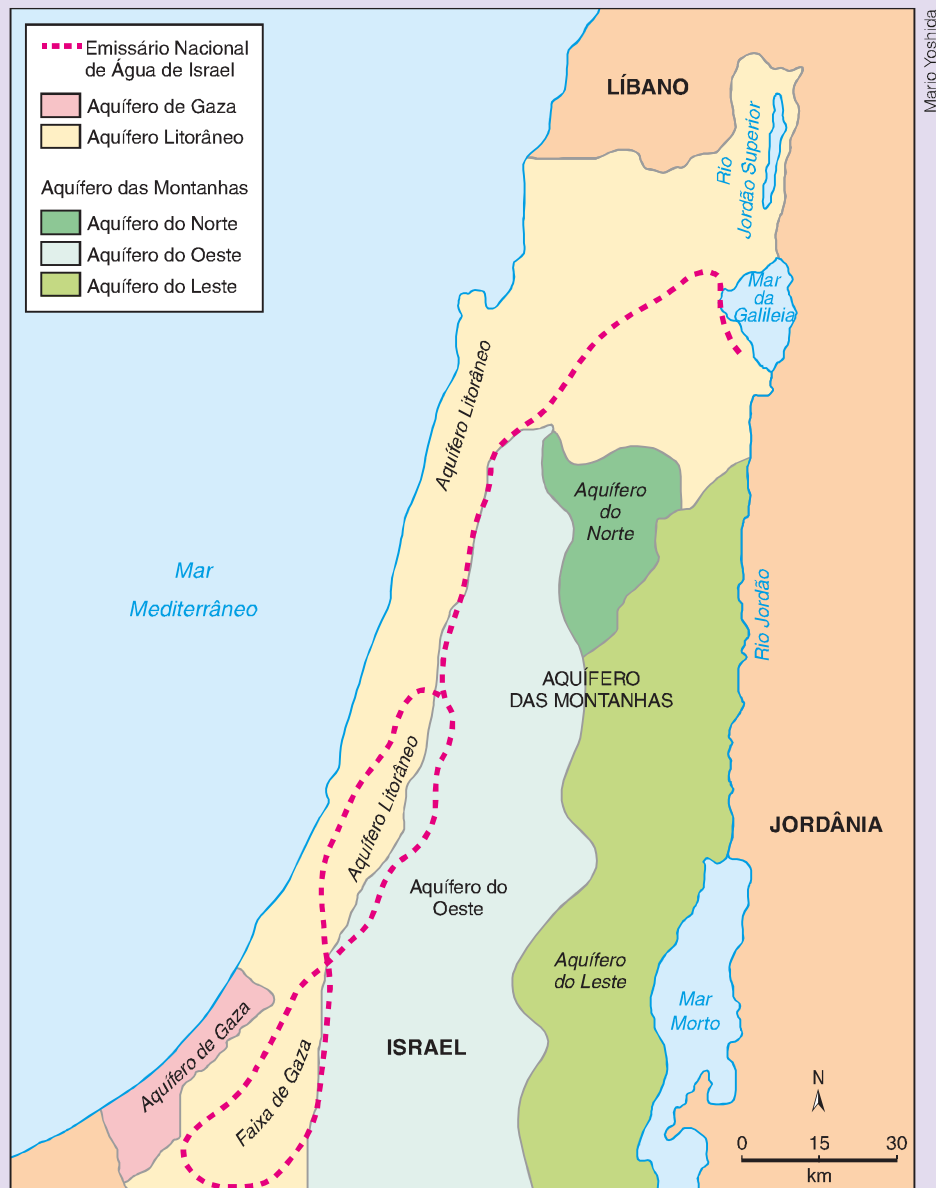 Emissário Nacional
de Água de Israel
Aquífero de Gaza
Aquífero Litorâneo
Aquífero das Montanhas
Aquífero do Norte
Aquífero do Oeste
Aquífero do Leste
Mario Yoshida
LÍBANO
Rio
Jordão Superior
Mar
da
Galileia
Aquífero Litorâneo
Aquífero
do
Norte
Mar
Mediterrâneo
Rio Jordão
AQUÍFERO
DAS MONTANHAS
Aquífero Litorâneo
JORDÂNIA
Aquífero do
Oeste
Aquífero
do Leste
Mar
Morto
Aquífero de Gaza
Faixa de Gaza
ISRAEL
N
0 15 30
km